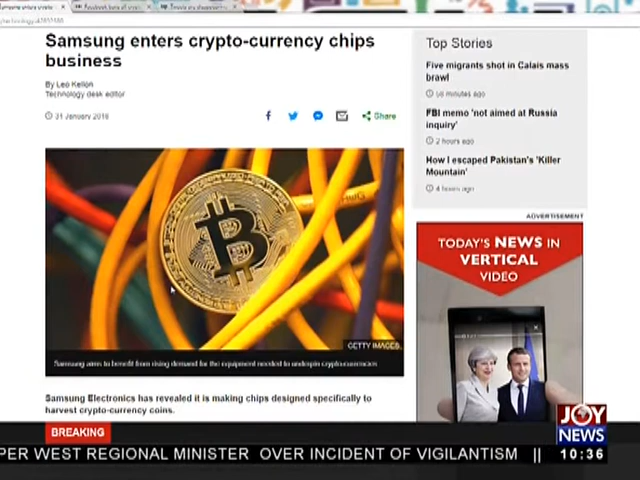 Samsung enters crypto-currency chips
business
By Leo Kelion
Technology desk editor
31 January 2018
Share
GETTY IMAGES
Samsung aims to benefit from rising demand for the equipment needed to underpin crypto-currencies
Samsung Electronics has revealed it is making chips designed specifically to
harvest crypto-currency coins.
Top Stories
Five migrants shot in Calais mass
brawl
58 minutes ago
FBI memo 'not aimed at Russia
inquiry'
2 hours ago
How I escaped Pakistan's 'Killer
Mountain'
4 hours ago
ADVERTISEMENT
TODAY'S NEWS IN
VERTICAL
VIDEO
JOY
NEWS
BREAKING
PER WEST REGIONAL MINISTER OVER INCIDENT OF VIGILANTISM ||
10:36